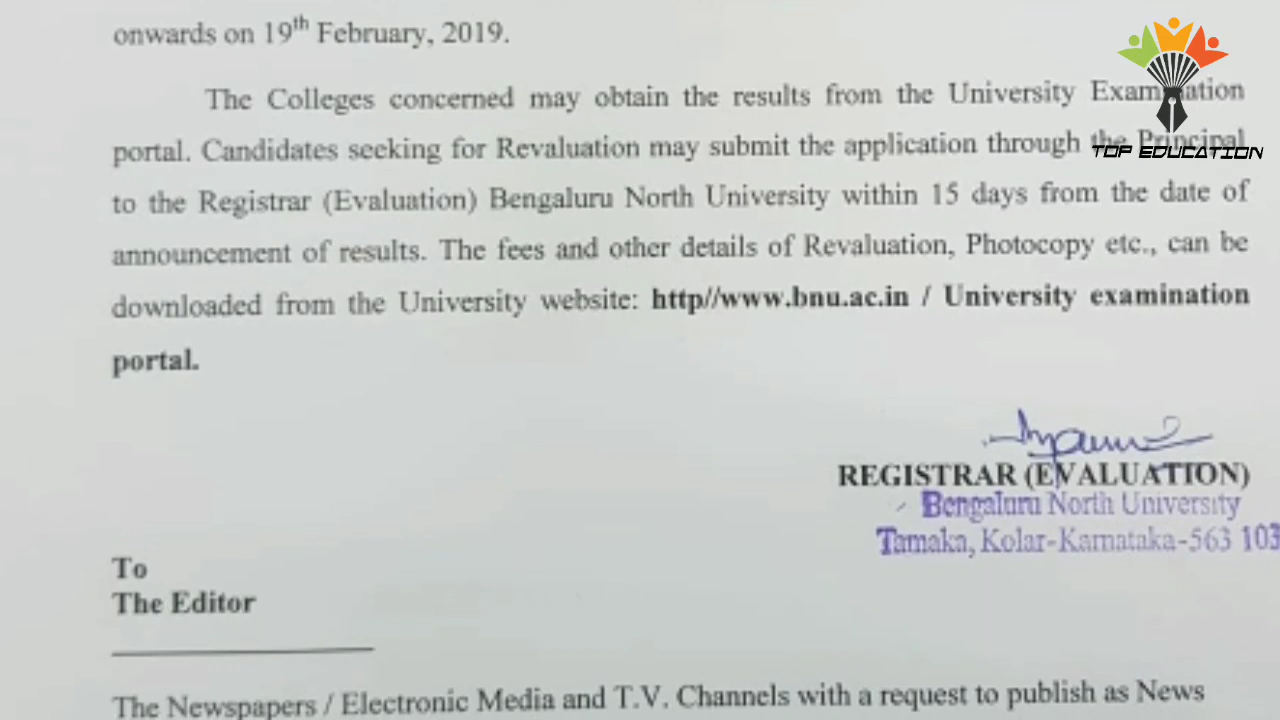 onwards on 19th February, 2019.
The Colleges concerned may obtain the results from the University Examination
portal. Candidates seeking for Revaluation may submit the application through the Principal
to the Registrar (Evaluation) Bengaluru North University within 15 days from the date of
announcement of results. The fees and other details of Revaluation, Photocopy etc., can be
downloaded from the University website: http//www.bnu.ac.in / University examination
portal.
REGISTRAR (EVALUATION)
Bengaluru North University
Tamaka, Kolar-Karnataka-563 103
To
The Editor
The Newspapers / Electronic Media and T.V. Channels with a request to publish as News
TOP EDUCATION